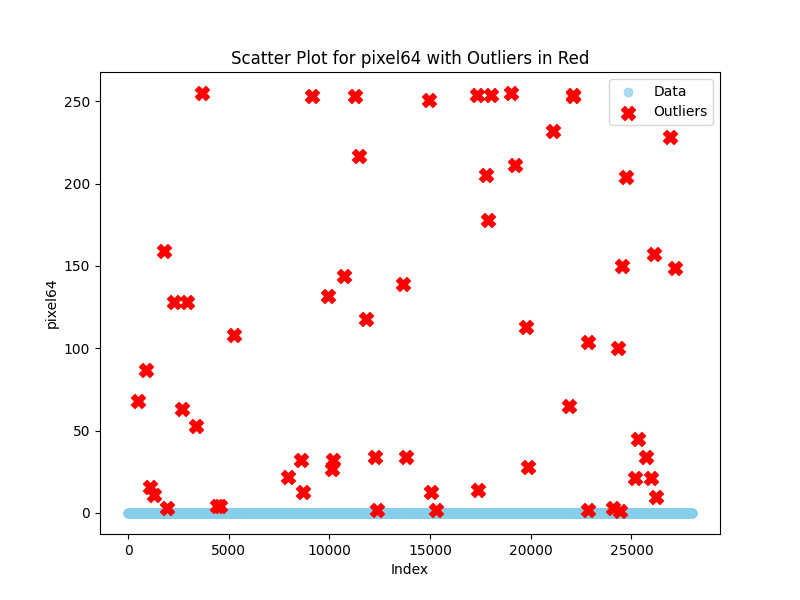 Scatter Plot for pixel64 with Outliers in Red
Data
Outliers
250
200
150
100
50
0
pixel64
0 5000 10000 15000 20000 25000
Index